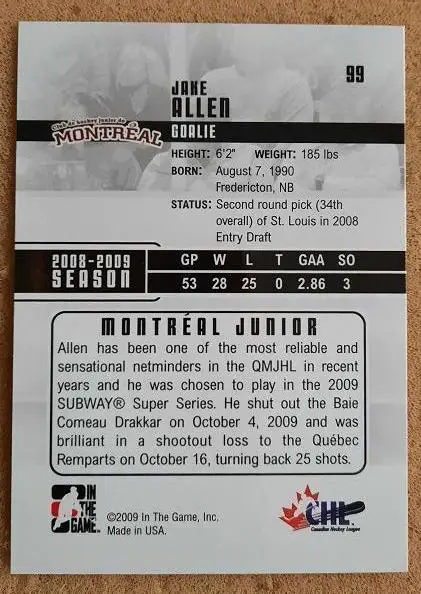 99
JAKE
ALLEN
GOALIE
Club de hockey junior de
MONTRÉAL
HEIGHT: 6'2" WEIGHT: 185 lbs
BORN: August 7, 1990
Fredericton, NB
STATUS: Second round pick (34th
overall) of St. Louis in 2008
Entry Draft
2008-2009
SEASON
GP W L T GAA SO
53 28 25 0 2.86 3
MONTRÉAL JUNIOR
Allen has been one of the most reliable and
sensational netminders in the QMJHL in recent
years and he was chosen to play in the 2009
SUBWAY® Super Series. He shut out the Baie
Comeau Drakkar on October 4, 2009 and was
brilliant in a shootout loss to the Québec
Remparts on October 16, turning back 25 shots.
IN
THE
GAME
©2009 In The Game, Inc.
Made in USA.
CHL
Canadian Hockey League